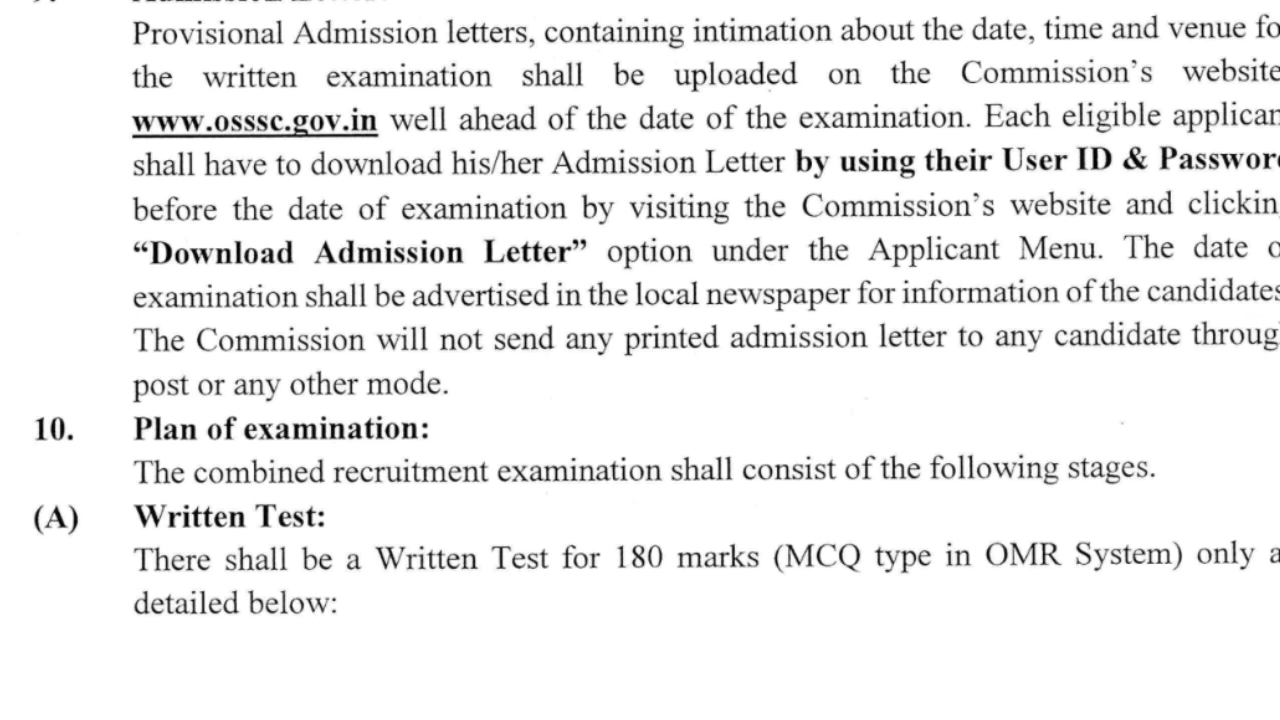 Provisional Admission letters, containing intimation about the date, time and venue fo
the written examination shall be uploaded on the Commission's website
www.osssc.gov.in well ahead of the date of the examination. Each eligible applican
shall have to download his/her Admission Letter by using their User ID & Passwor
before the date of examination by visiting the Commission's website and clickin
“Download Admission Letter” option under the Applicant Menu. The date o
examination shall be advertised in the local newspaper for information of the candidates
The Commission will not send any printed admission letter to any candidate throug
post or any other mode.
10. Plan of examination:
The combined recruitment examination shall consist of the following stages.
(A) Written Test:
There shall be a Written Test for 180 marks (MCQ type in OMR System) only a
detailed below: